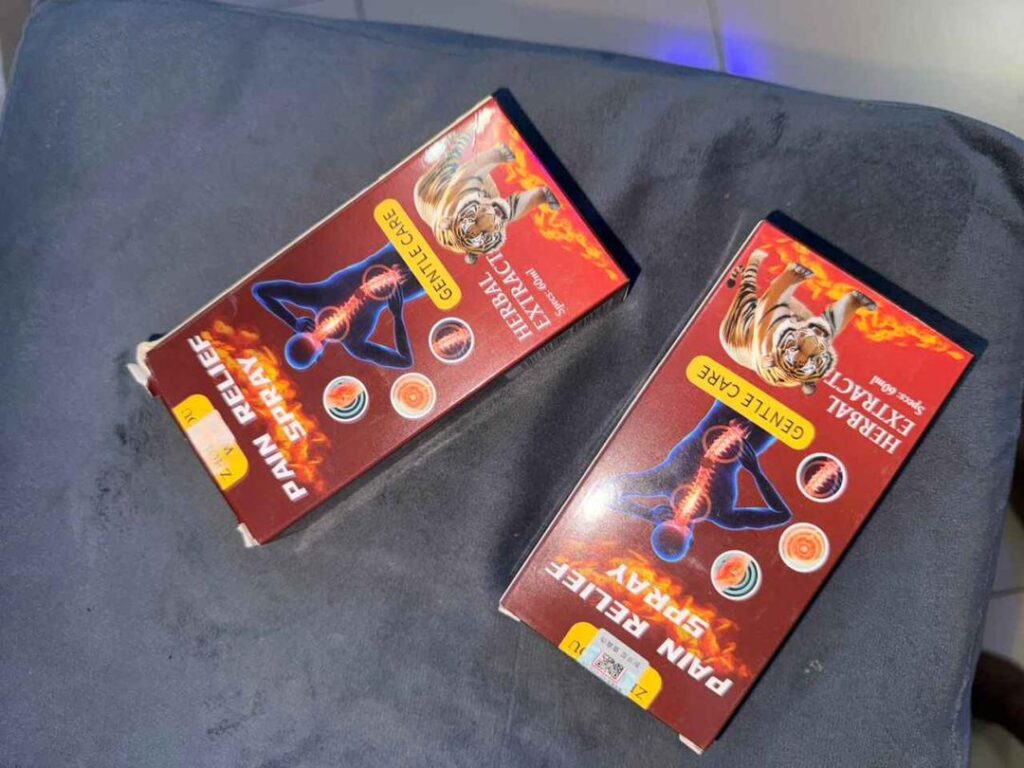 PAIN RELIEF
SPRAY
GENTLE CARE
HERBAL
EXTRACT
Specs: 60ml
PAIN RELIEF
SPRAY
GENTLE CARE
HERBAL
EXTRACT
Specs: 60ml